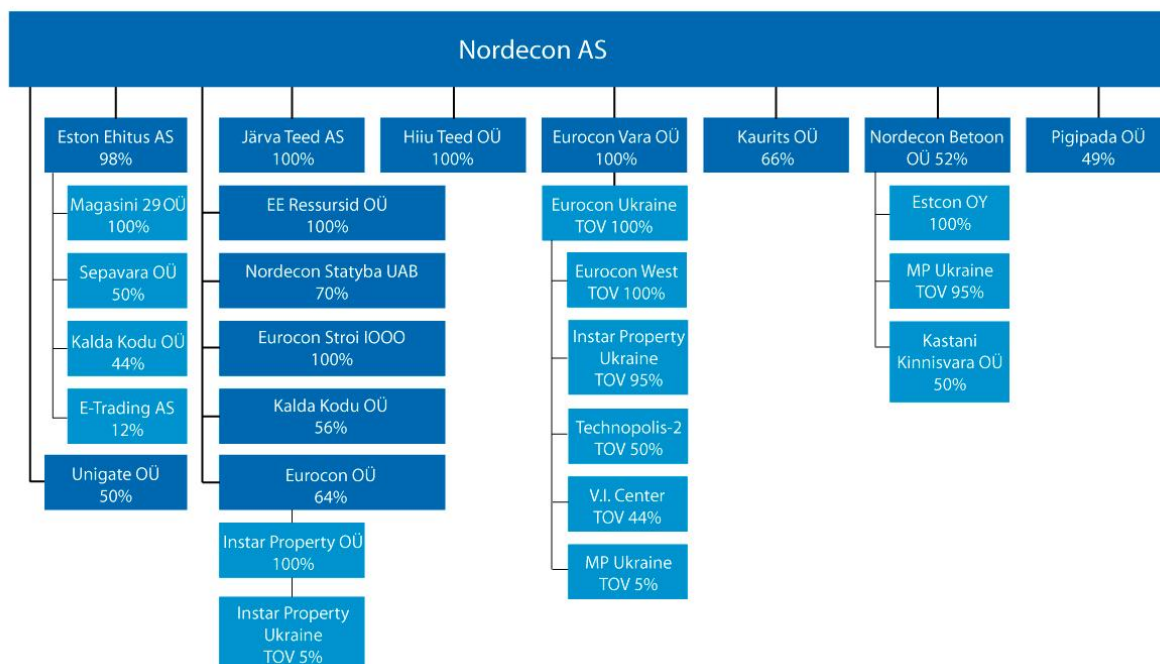 Nordecon AS
Eston Ehitus AS
98%
Järva Teed AS
100%
Hiiu Teed OÜ
100%
Eurocon Vara OÜ
100%
Kaurits OÜ
66%
Nordecon Betoon
OÜ 52%
Pigipada OÜ
49%
Magasini 29 OÜ
100%
Sepavara OÜ
50%
Kalda Kodu OÜ
44%
E-Trading AS
12%
Unigate OÜ
50%
EE Ressursid OÜ
100%
Nordecon Statyba UAB
70%
Eurocon Stroi IOOO
100%
Kalda Kodu OÜ
56%
Eurocon OÜ
64%
Instar Property OÜ
100%
Instar Property
Ukraine
TOV 5%
Eurocon Ukraine
TOV 100%
Eurocon West
TOV 100%
Instar Property
Ukraine
TOV 95%
Technopolis-2
TOV 50%
V.I. Center
TOV 44%
MP Ukraine
TOV 5%
Estcon OY
100%
MP Ukraine
TOV 95%
Kastani
Kinnisvara OÜ
50%